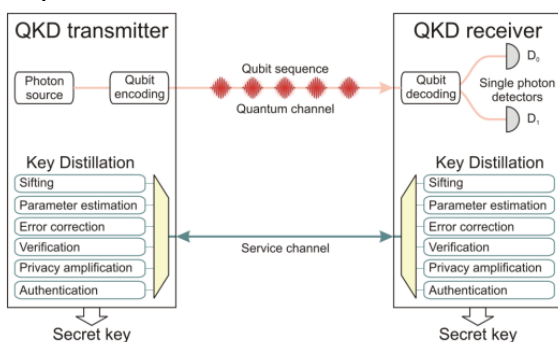 QKD transmitter
Photon
source
Qubit
encoding
Qubit sequence
Quantum channel
QKD receiver
Qubit
decoding
D₀
Single photon
detectors
D₁
Key Distillation
Sifting
Parameter estimation
Error correction
Verification
Privacy amplification
Authentication
Service channel
Key Distillation
Sifting
Parameter estimation
Error correction
Verification
Privacy amplification
Authentication
Secret key
Secret key